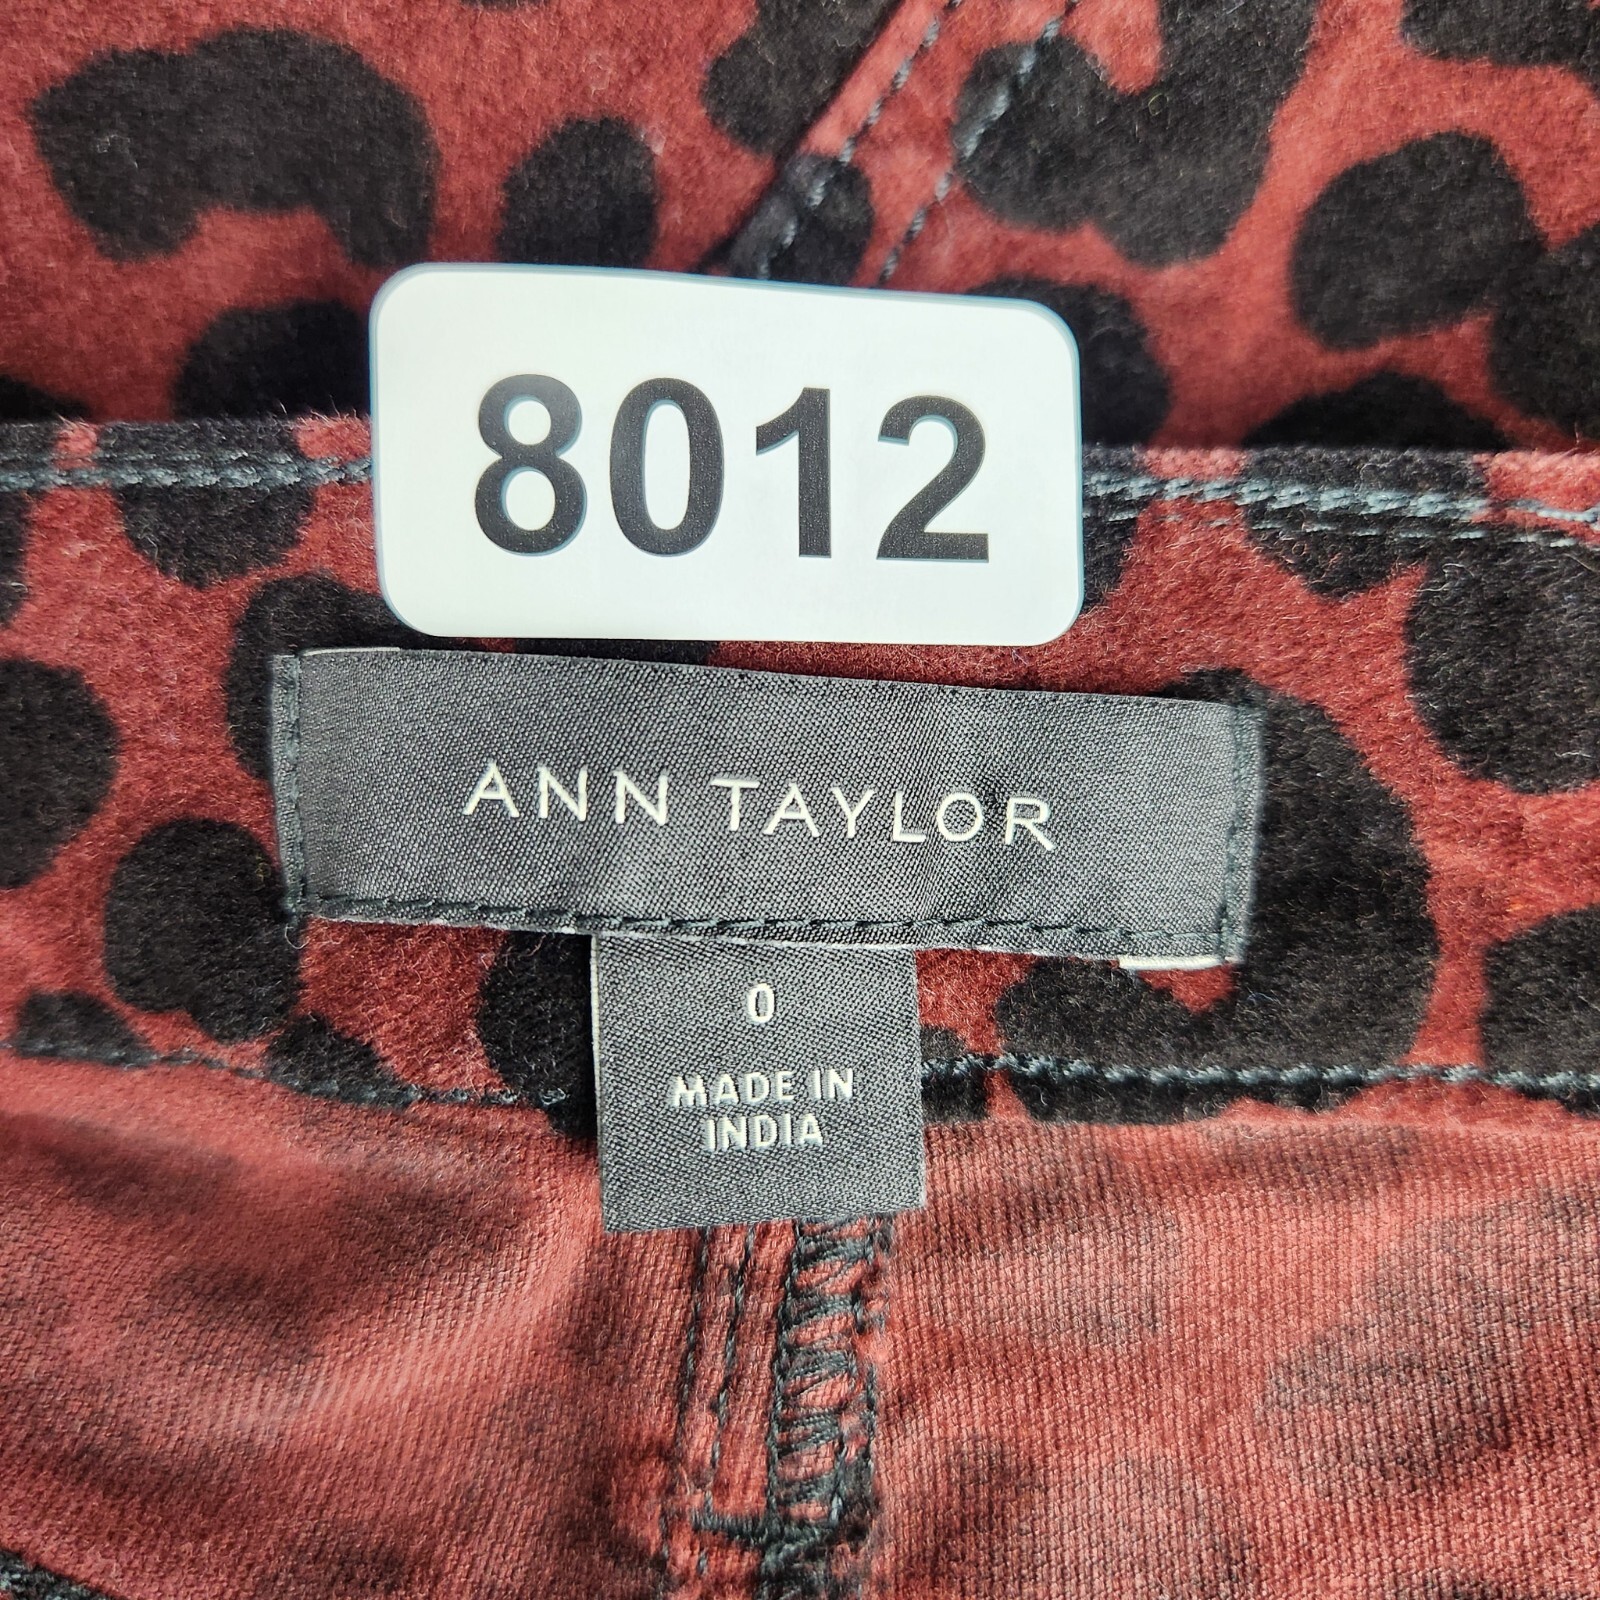 8012
ANN TAYLOR
0
MADE IN
INDIA